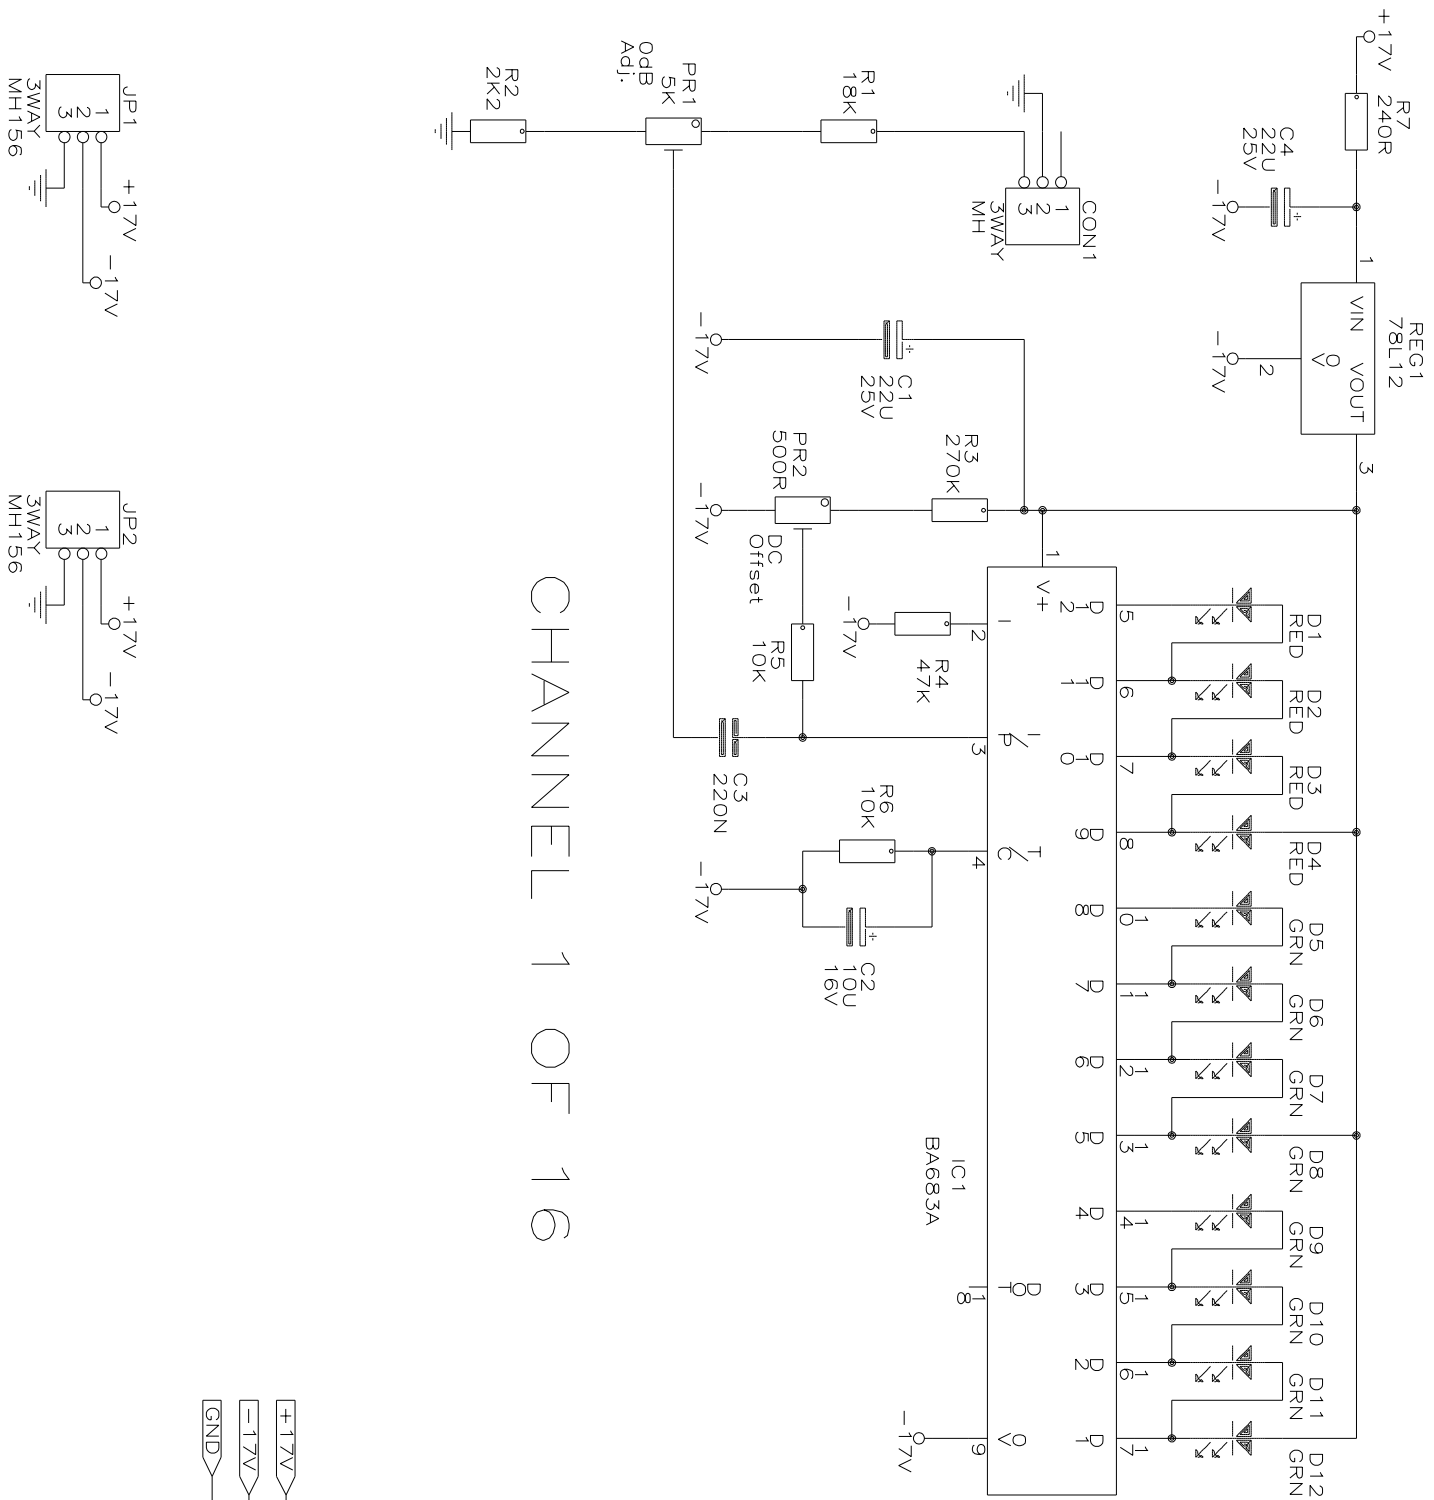 +17V
R7
240R
C4
22U
25V
-17V
1
REG1
78L12
VIN VOUT
0V
2
-17V
3
CON1
3WAY
MH
1
2
3
R1
18K
PR1
5K
0dB
Adj.
R2
2K2
C1
22U
25V
-17V
R3
270K
PR2
500R
DC
Offset
-17V
R5
10K
R4
47K
-17V
C3
220N
R6
10K
C2
10U
16V
-17V
1
V+
2
I
3
I/P
4
T/C
IC1
BA683A
18
DOT
9
0V
-17V
D12
5
D11
6
D10
7
D9
8
D8
10
D7
11
D6
12
D5
13
D4
14
D3
15
D2
16
D1
17
D1
RED
D2
RED
D3
RED
D4
RED
D5
GRN
D6
GRN
D7
GRN
D8
GRN
D9
GRN
D10
GRN
D11
GRN
D12
GRN
CHANNEL 1 OF 16
JP1
1
2
3
3WAY
MH156
+17V
-17V
JP2
1
2
3
3WAY
MH156
+17V
-17V
+17V
-17V
GND